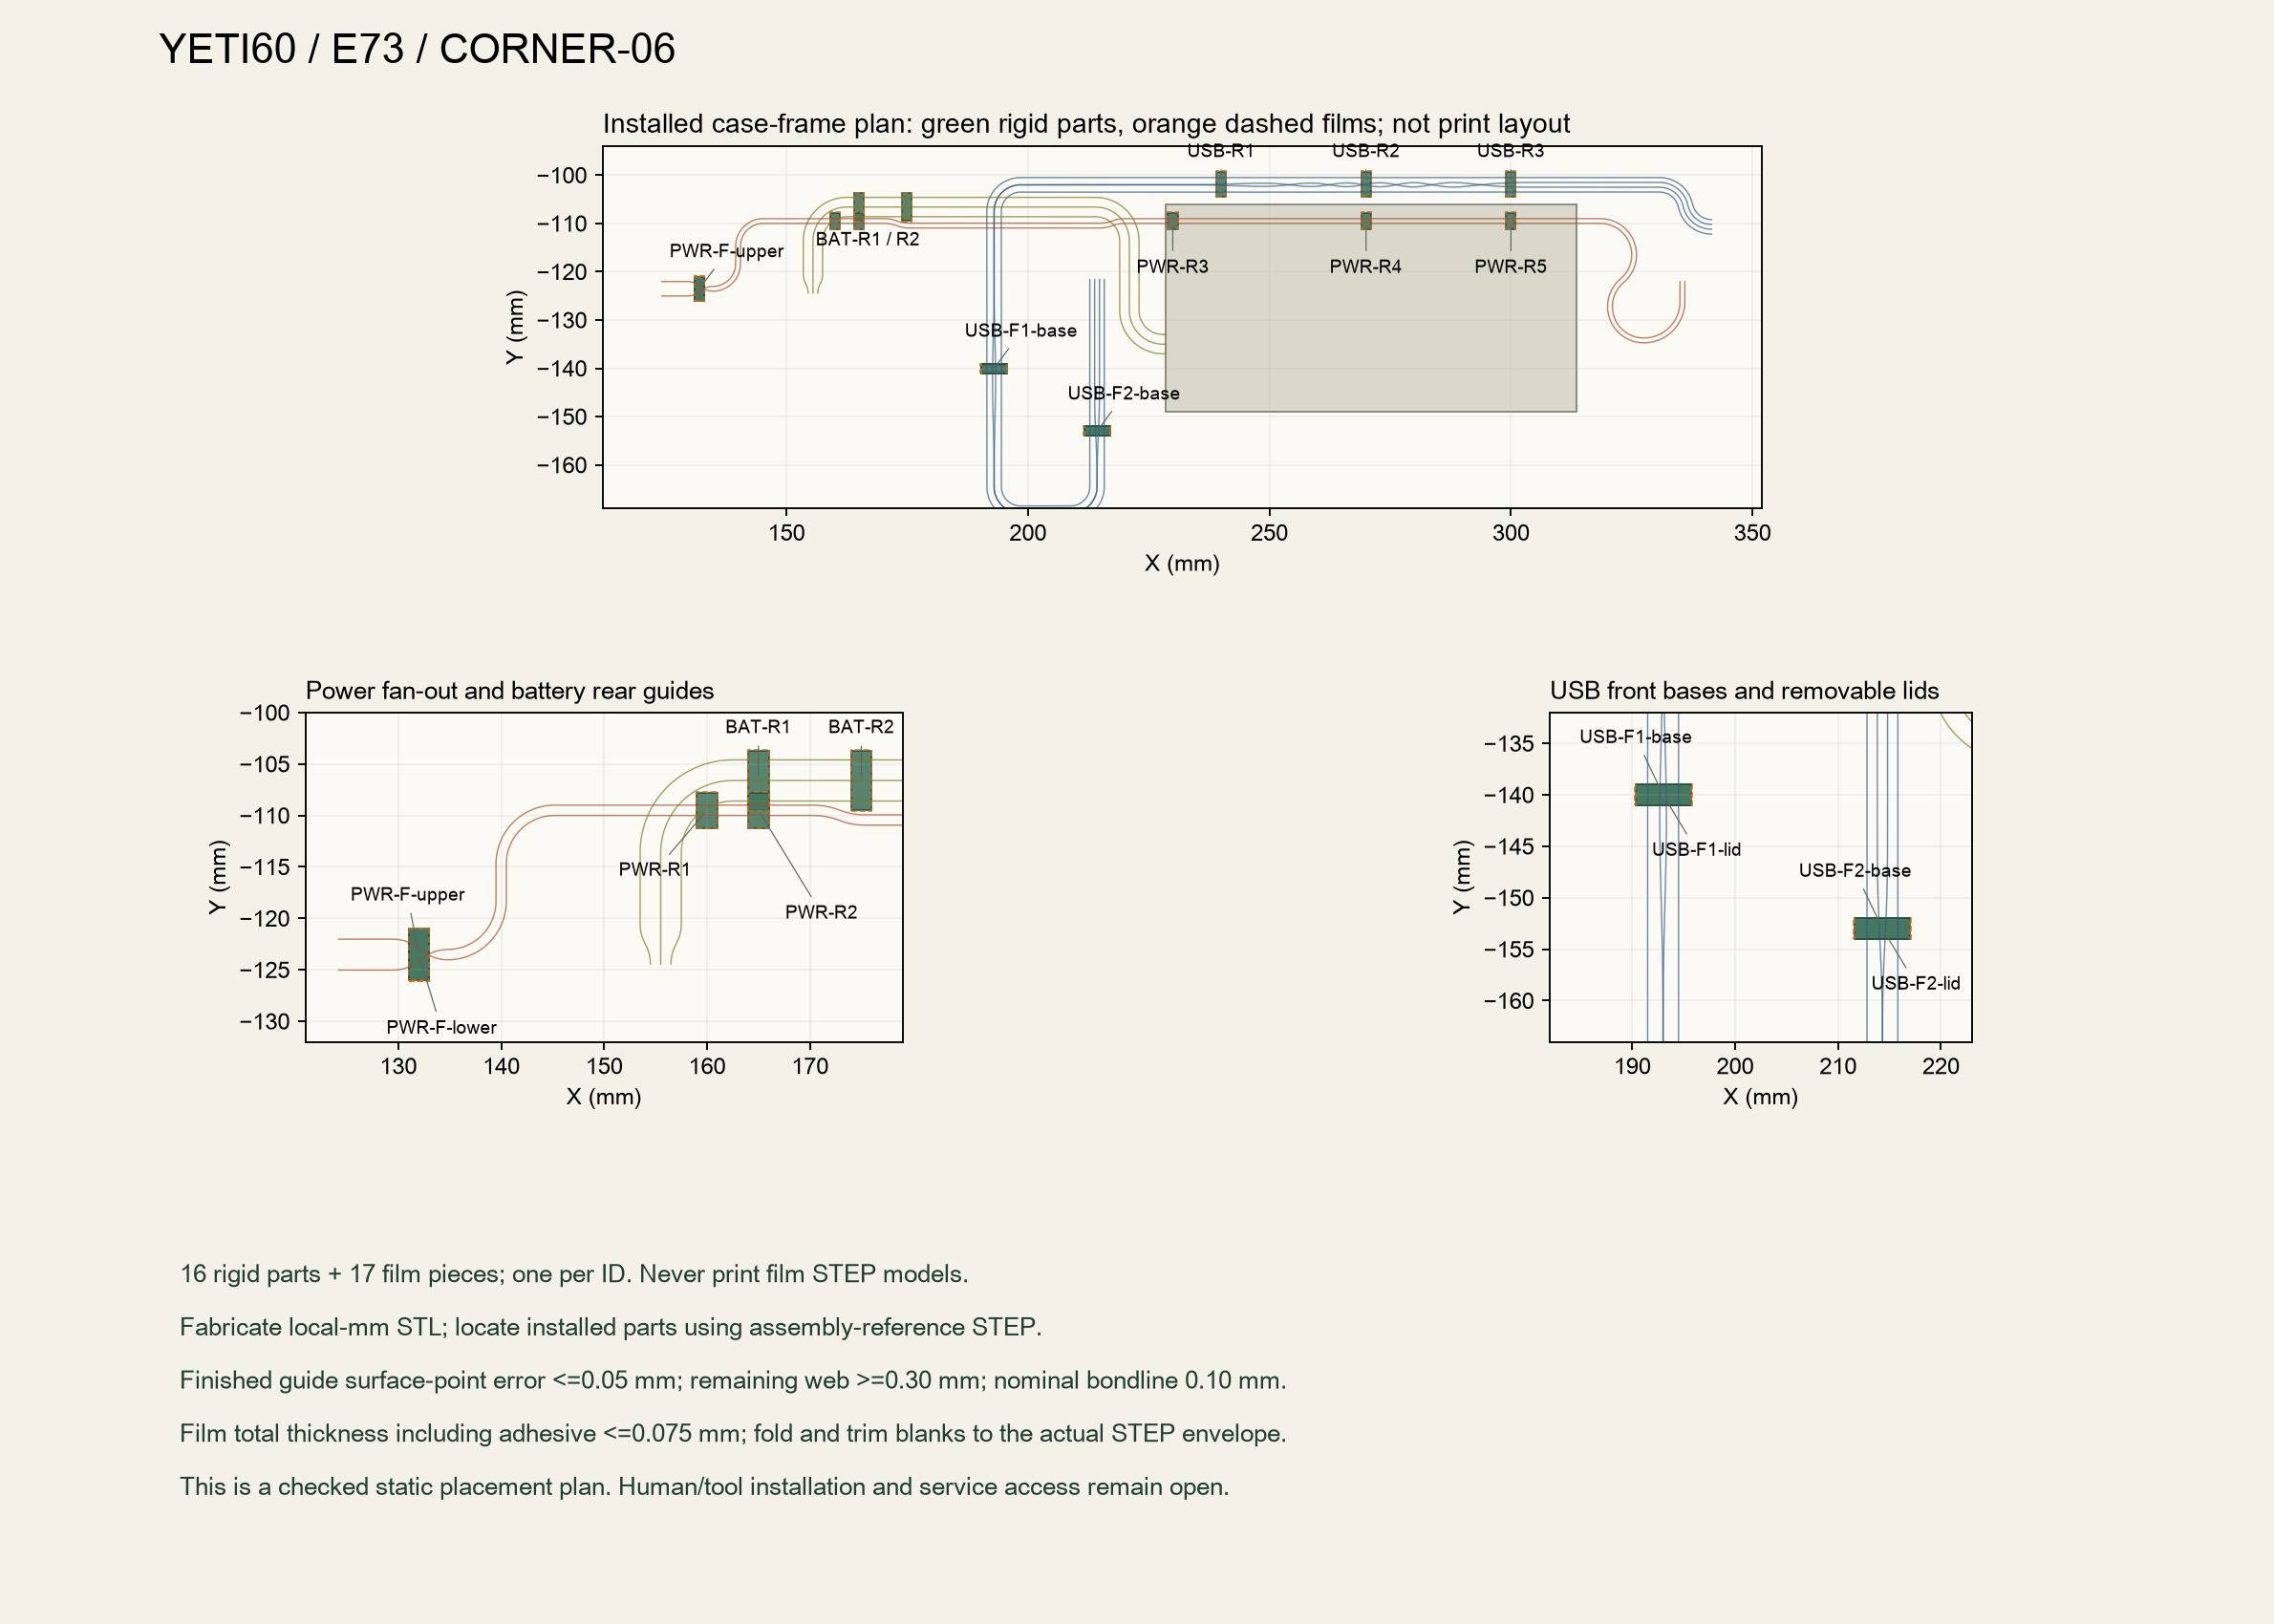 YETI60 / E73 / CORNER-06
Installed case-frame plan: green rigid parts, orange dashed films; not print layout
USB-R1 USB-R2 USB-R3
−100
−110
−120
−130
−140
−150
−160
Y (mm)
BAT-R1 / R2
PWR-F-upper
PWR-R3 PWR-R4 PWR-R5
USB-F1-base
USB-F2-base
150 200 250 300 350
X (mm)
Power fan-out and battery rear guides
−100
−105
−110
−115
−120
−125
−130
Y (mm)
BAT-R1 BAT-R2
PWR-R1
PWR-F-upper
PWR-R2
PWR-F-lower
130 140 150 160 170
X (mm)
USB front bases and removable lids
−135
−140
−145
−150
−155
−160
Y (mm)
USB-F1-base
USB-F1-lid
USB-F2-base
USB-F2-lid
190 200 210 220
X (mm)
16 rigid parts + 17 film pieces; one per ID. Never print film STEP models.
Fabricate local-mm STL; locate installed parts using assembly-reference STEP.
Finished guide surface-point error <=0.05 mm; remaining web >=0.30 mm; nominal bondline 0.10 mm.
Film total thickness including adhesive <=0.075 mm; fold and trim blanks to the actual STEP envelope.
This is a checked static placement plan. Human/tool installation and service access remain open.